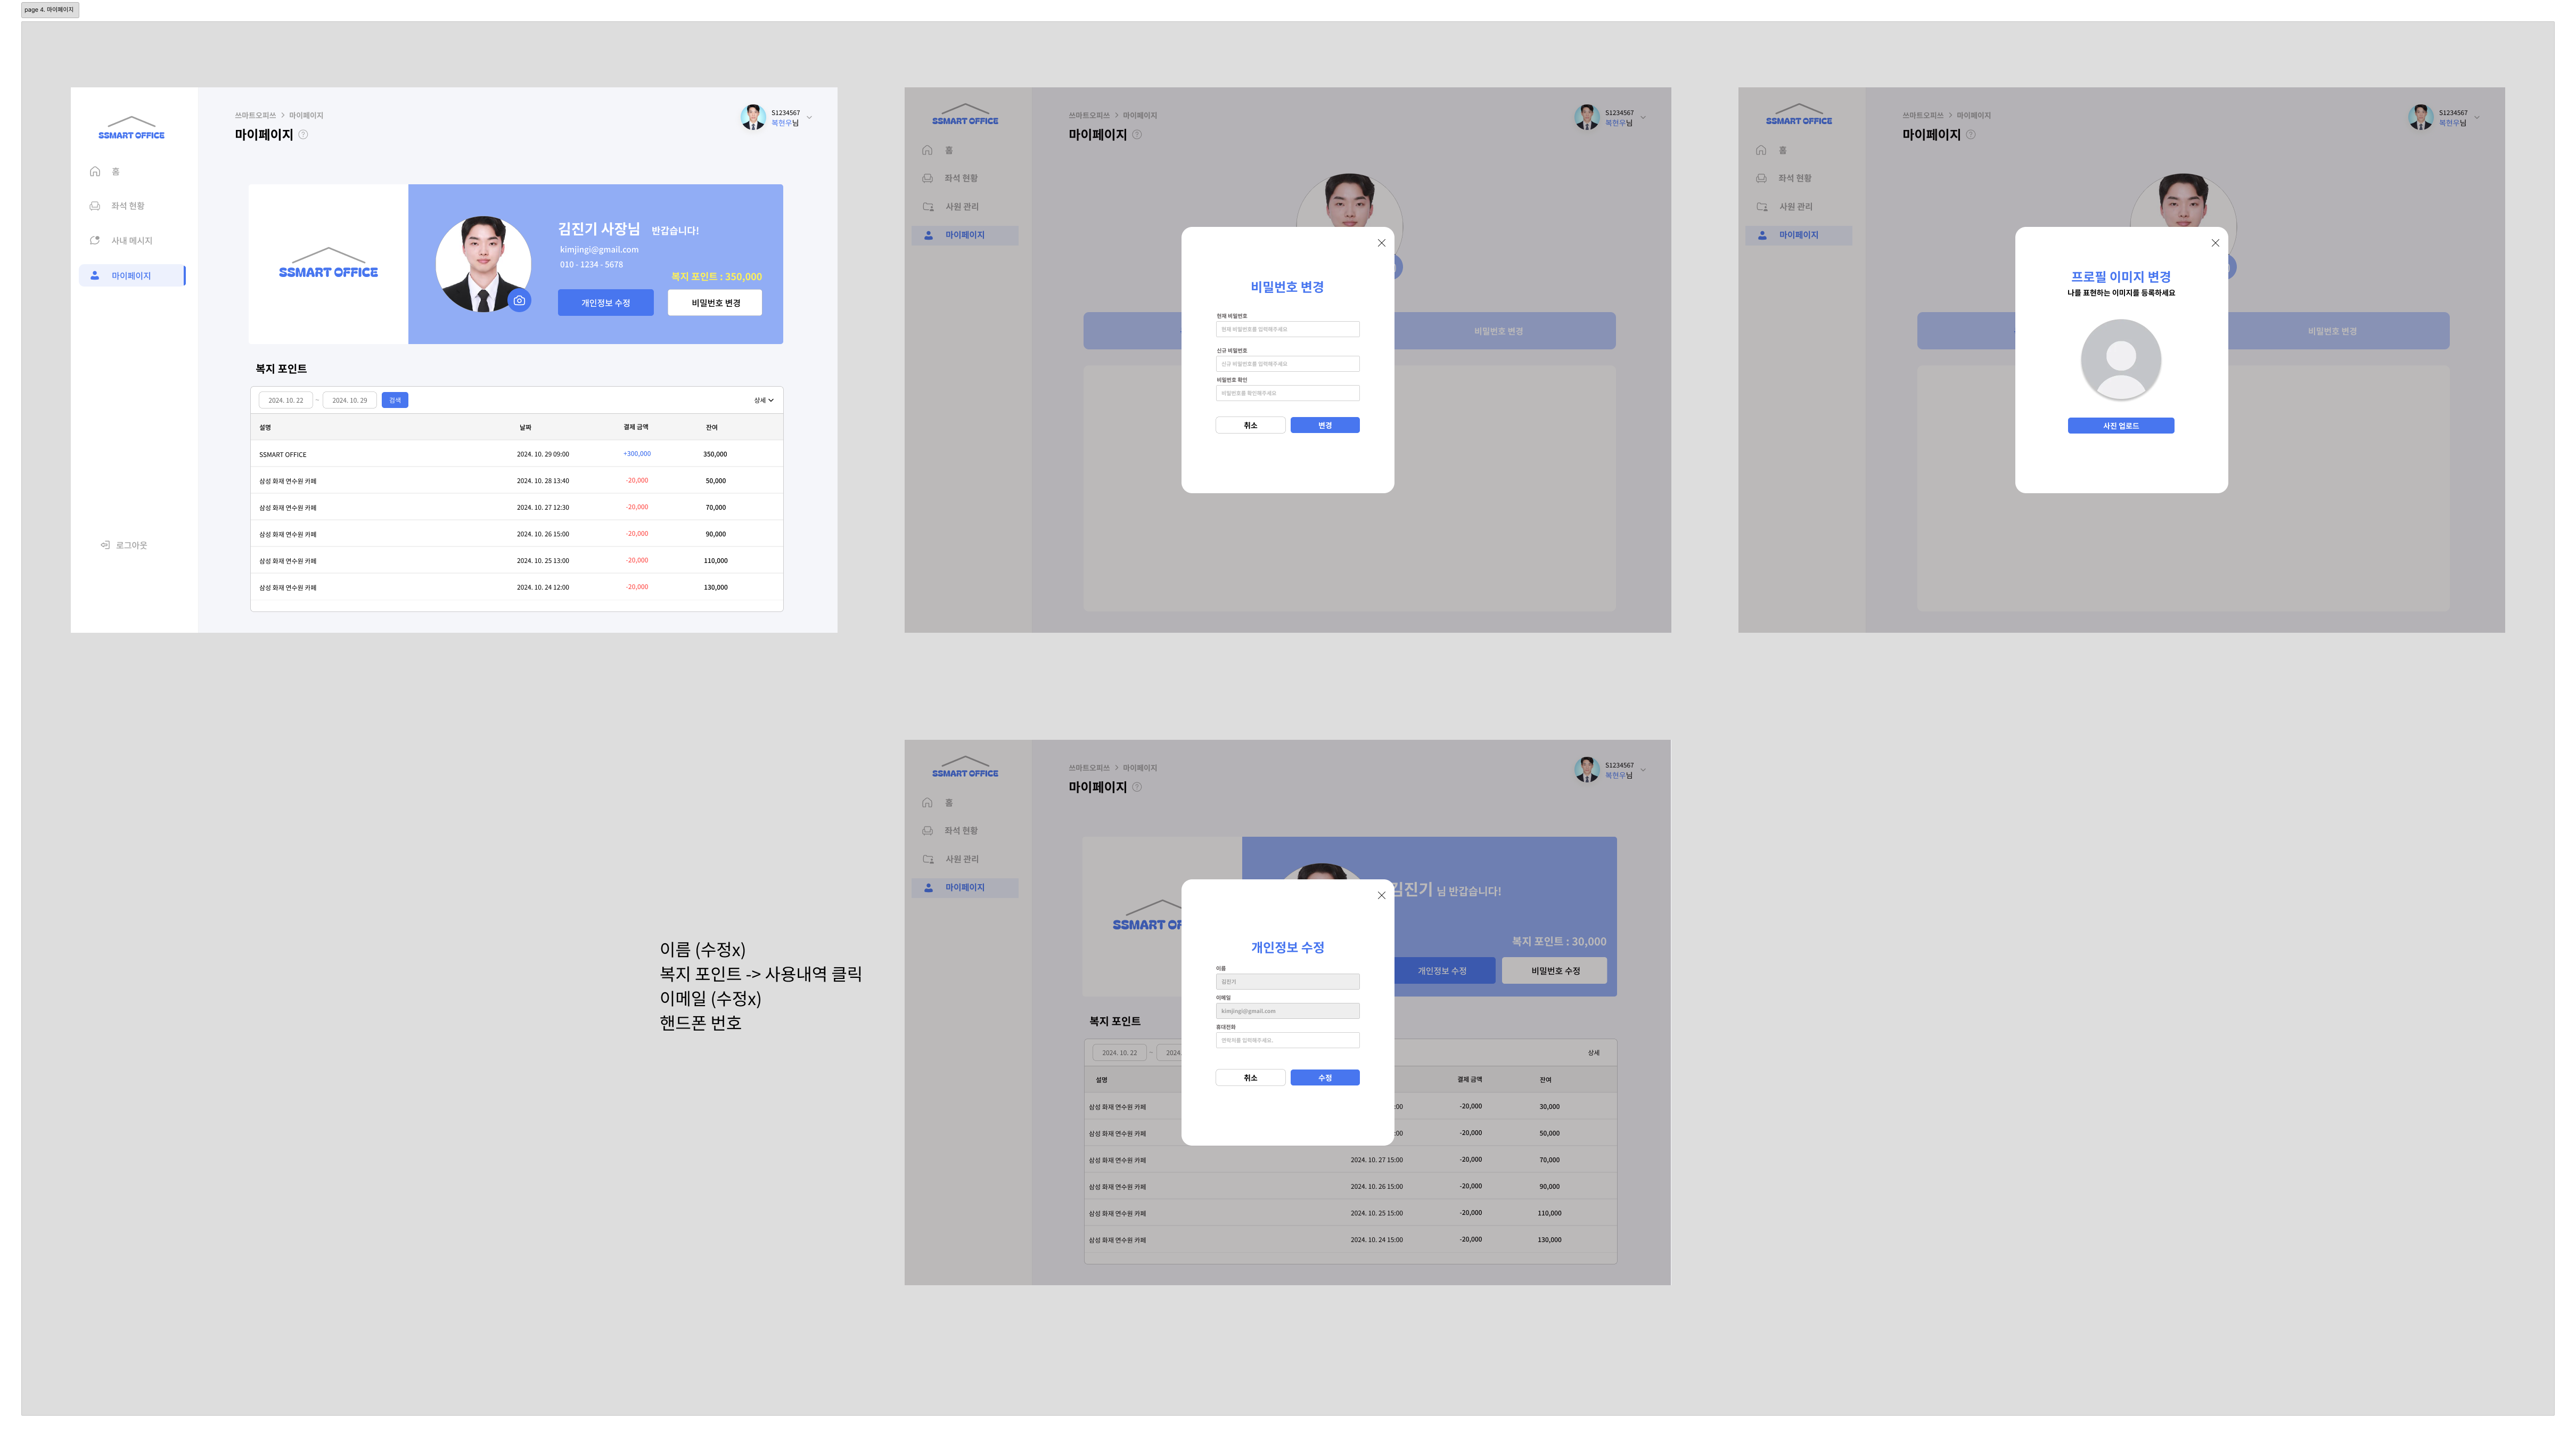 page 4. 마이페이지
SSMART OFFICE
홈
좌석 현황
사내 메시지
마이페이지
로그아웃
쓰마트오피쓰 > 마이페이지
마이페이지
S1234567
복현우님
SSMART OFFICE
김진기 사장님 반갑습니다!
kimjingi@gmail.com
010 - 1234 - 5678
복지 포인트 : 350,000
개인정보 수정
비밀번호 변경
복지 포인트
2024. 10. 22 ~ 2024. 10. 29 검색 상세
설명 날짜 결제 금액 잔여
SSMART OFFICE 2024. 10. 29 09:00 +300,000 350,000
삼성 화재 연수원 카페 2024. 10. 28 13:40 -20,000 50,000
삼성 화재 연수원 카페 2024. 10. 27 12:30 -20,000 70,000
삼성 화재 연수원 카페 2024. 10. 26 15:00 -20,000 90,000
삼성 화재 연수원 카페 2024. 10. 25 13:00 -20,000 110,000
삼성 화재 연수원 카페 2024. 10. 24 12:00 -20,000 130,000
SSMART OFFICE
홈
좌석 현황
사원 관리
마이페이지
쓰마트오피쓰 > 마이페이지
마이페이지
S1234567
복현우님
비밀번호 변경
비밀번호 변경
현재 비밀번호
현재 비밀번호를 입력해주세요
신규 비밀번호
신규 비밀번호를 입력해주세요
비밀번호 확인
비밀번호를 확인해주세요
취소
변경
SSMART OFFICE
홈
좌석 현황
사원 관리
마이페이지
쓰마트오피쓰 > 마이페이지
마이페이지
S1234567
복현우님
비밀번호 변경
프로필 이미지 변경
나를 표현하는 이미지를 등록하세요
사진 업로드
이름 (수정x)
복지 포인트 -> 사용내역 클릭
이메일 (수정x)
핸드폰 번호
SSMART OFFICE
홈
좌석 현황
사원 관리
마이페이지
쓰마트오피쓰 > 마이페이지
마이페이지
S1234567
복현우님
SSMART OF
김진기 님 반갑습니다!
복지 포인트 : 30,000
개인정보 수정
비밀번호 수정
개인정보 수정
이름
김진기
이메일
kimjingi@gmail.com
휴대전화
연락처를 입력해주세요.
취소
수정
복지 포인트
2024. 10. 22 ~ 2024. 상세
설명 결제 금액 잔여
삼성 화재 연수원 카페 :00 -20,000 30,000
삼성 화재 연수원 카페 :00 -20,000 50,000
삼성 화재 연수원 카페 2024. 10. 27 15:00 -20,000 70,000
삼성 화재 연수원 카페 2024. 10. 26 15:00 -20,000 90,000
삼성 화재 연수원 카페 2024. 10. 25 15:00 -20,000 110,000
삼성 화재 연수원 카페 2024. 10. 24 15:00 -20,000 130,000